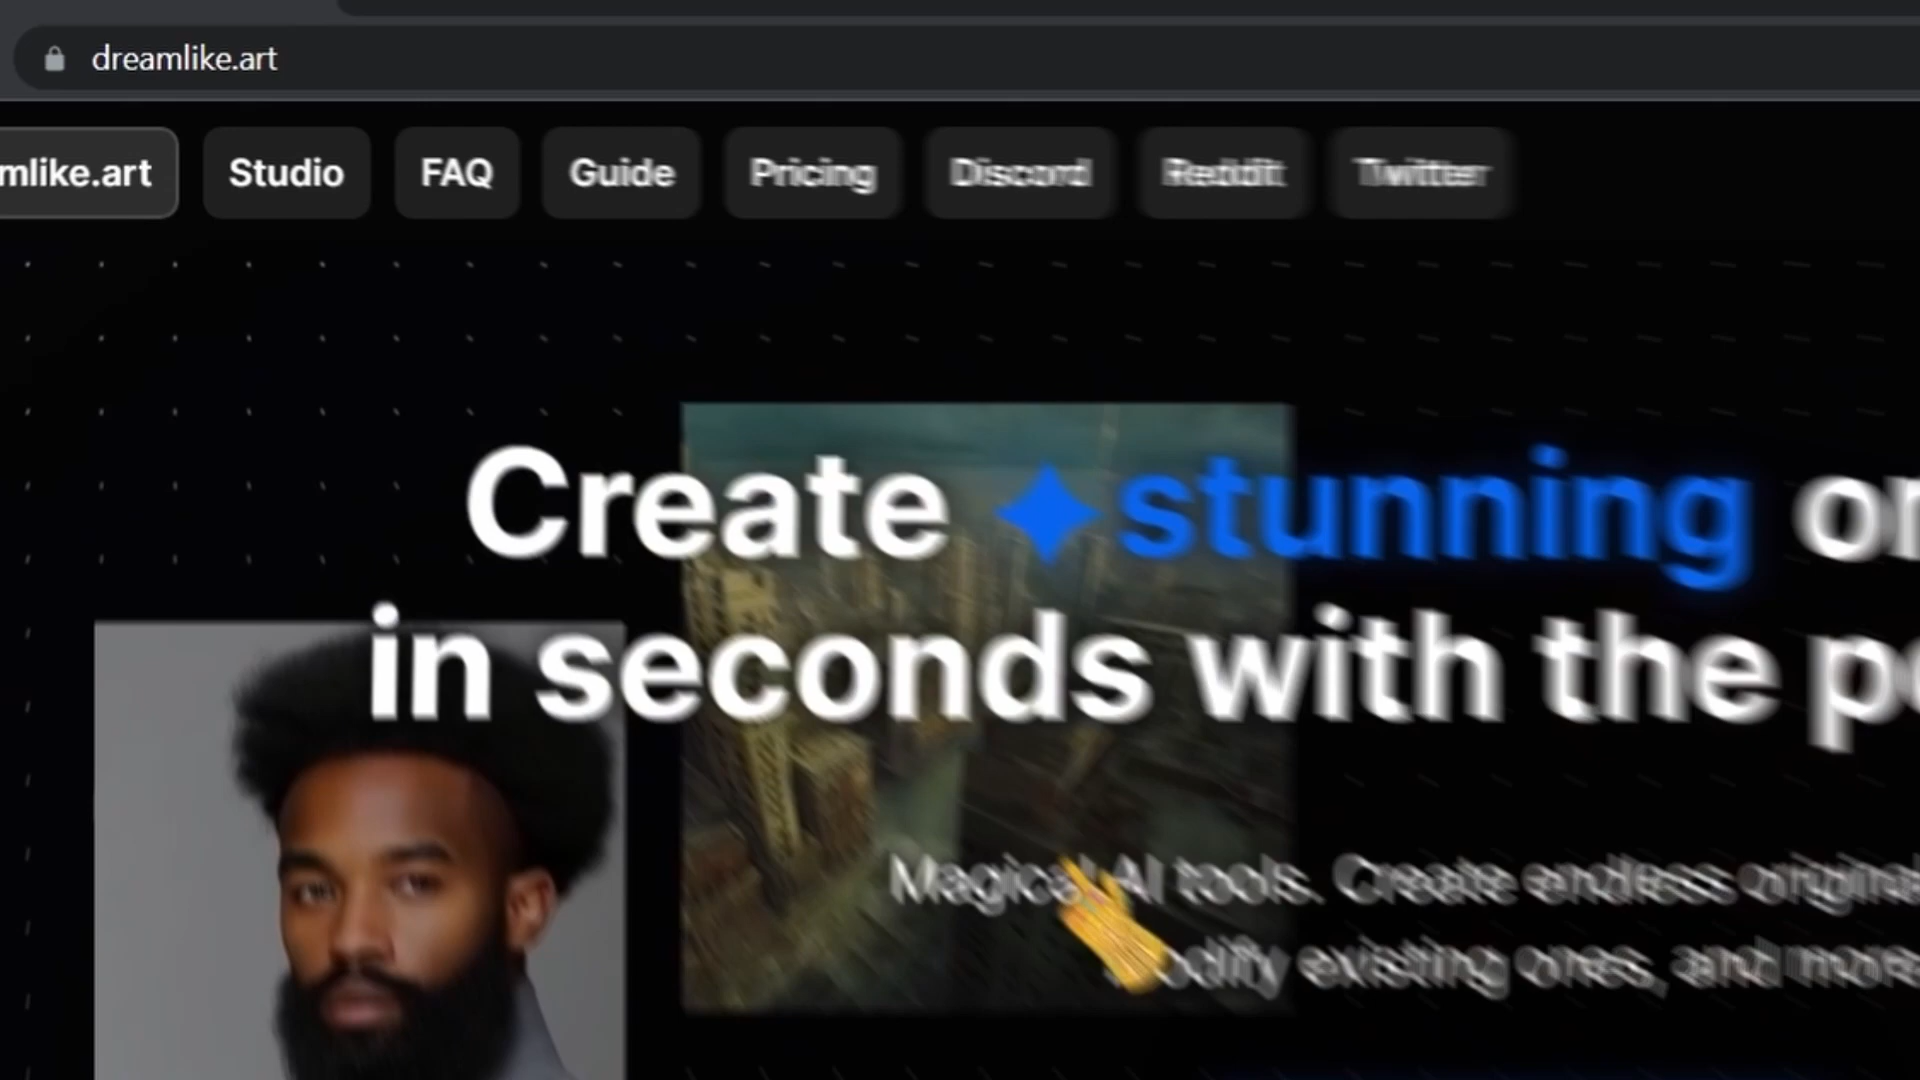 dreamlike.art
mlike.art Studio FAQ Guide Pricing Discord Reddit Twitter
Create stunning
in seconds with the
Magical AI tools. Create endless
existing ones, and more